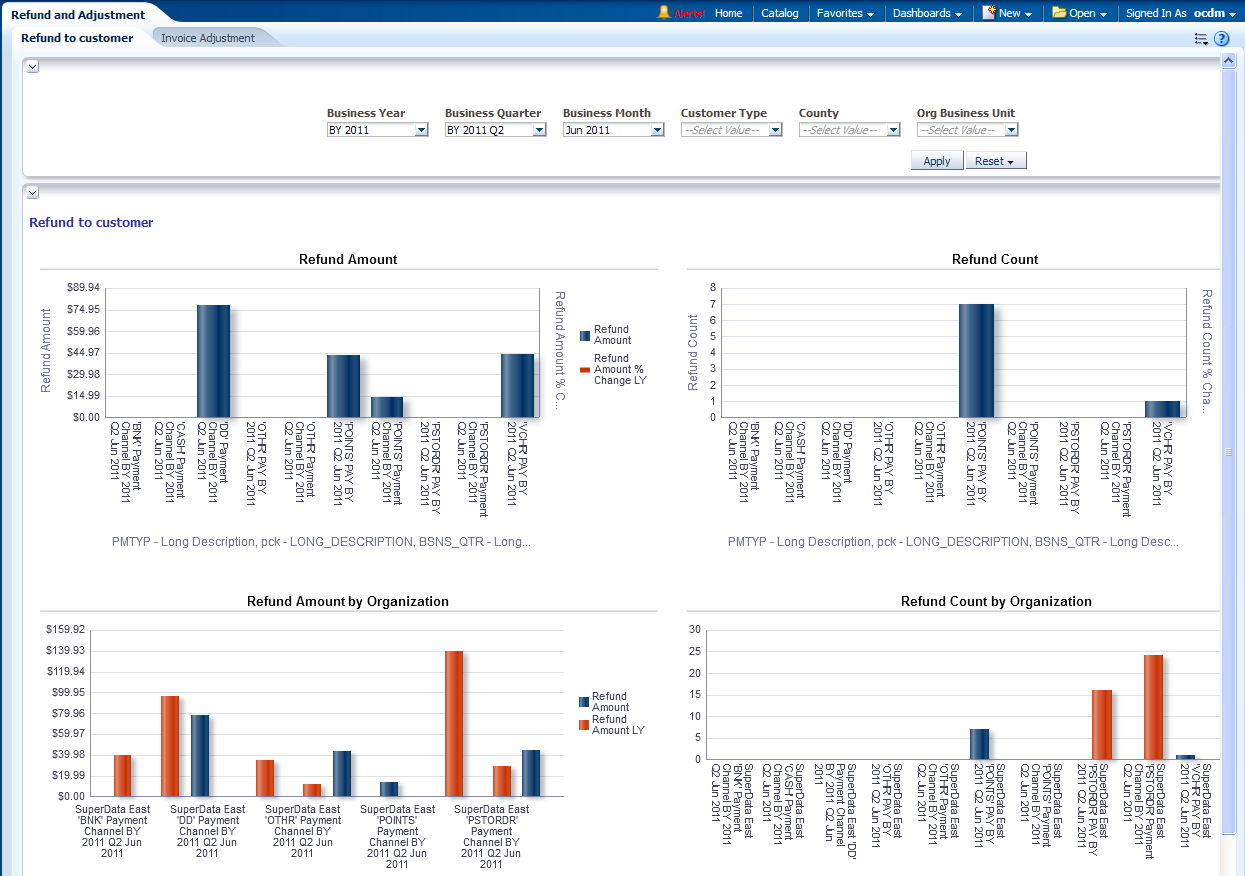 Refund and Adjustment
Alerts! Home Catalog Favorites Dashboards New Open Signed In As ocdm
Refund to customer Invoice Adjustment
Business Year Business Quarter Business Month Customer Type County Org Business Unit
BY 2011 BY 2011 Q2 Jun 2011 --Select Value-- --Select Value-- --Select Value--
Apply Reset
Refund to customer
Refund Amount
$89.94
$74.95
$59.96
$44.97
$29.98
$14.99
$0.00
Refund Amount
Refund Amount % C...
Refund
Amount
Refund
Amount %
Change LY
'BNK' Payment
Channel BY 2011
Q2 Jun 2011
'CASH' Payment
Channel BY 2011
Q2 Jun 2011
'DD' Payment
Channel BY 2011
Q2 Jun 2011
'OTHR' PAY BY
2011 Q2 Jun 2011
'OTHR' Payment
Channel BY 2011
Q2 Jun 2011
'POINTS' PAY BY
2011 Q2 Jun 2011
'POINTS' Payment
Channel BY 2011
Q2 Jun 2011
'PSTORDR' PAY BY
2011 Q2 Jun 2011
'PSTORDR' Payment
Channel BY 2011
Q2 Jun 2011
'VCHR' PAY BY
2011 Q2 Jun 2011
PMTYP - Long Description, pck - LONG_DESCRIPTION, BSNS_QTR - Long...
Refund Count
8
7
6
5
4
3
2
1
0
Refund Count
Refund Count % Cha...
'BNK' Payment
Channel BY 2011
Q2 Jun 2011
'CASH' Payment
Channel BY 2011
Q2 Jun 2011
'DD' Payment
Channel BY 2011
Q2 Jun 2011
'OTHR' PAY BY
2011 Q2 Jun 2011
'OTHR' Payment
Channel BY 2011
Q2 Jun 2011
'POINTS' PAY BY
2011 Q2 Jun 2011
'POINTS' Payment
Channel BY 2011
Q2 Jun 2011
'PSTORDR' PAY BY
2011 Q2 Jun 2011
'PSTORDR' Payment
Channel BY 2011
Q2 Jun 2011
'VCHR' PAY BY
2011 Q2 Jun 2011
PMTYP - Long Description, pck - LONG_DESCRIPTION, BSNS_QTR - Long Desc...
Refund Amount by Organization
$159.92
$139.93
$119.94
$99.95
$79.96
$59.97
$39.98
$19.99
$0.00
Refund
Amount
Refund
Amount LY
SuperData East
'BNK' Payment
Channel BY
2011 Q2 Jun
2011
SuperData East
'DD' Payment
Channel BY
2011 Q2 Jun
2011
SuperData East
'OTHR' Payment
Channel BY
2011 Q2 Jun
2011
SuperData East
'POINTS'
Payment
Channel BY
2011 Q2 Jun
2011
SuperData East
'PSTORDR'
Payment
Channel BY
2011 Q2 Jun
2011
Refund Count by Organization
30
25
20
15
10
5
0
SuperData East
'BNK' Payment
Channel BY 2011
Q2 Jun 2011
SuperData East
'CASH' Payment
Channel BY 2011
Q2 Jun 2011
SuperData East 'DD'
Payment Channel
BY 2011 Q2 Jun
2011
SuperData East
'OTHR' PAY BY
2011 Q2 Jun 2011
SuperData East
'OTHR' Payment
Channel BY 2011
Q2 Jun 2011
SuperData East
'POINTS' PAY BY
2011 Q2 Jun 2011
SuperData East
'POINTS' Payment
Channel BY 2011
Q2 Jun 2011
SuperData East
'PSTORDR' PAY BY
2011 Q2 Jun 2011
SuperData East
'PSTORDR' Payment
Channel BY 2011
Q2 Jun 2011
SuperData East
'VCHR' PAY BY
2011 Q2 Jun 2011